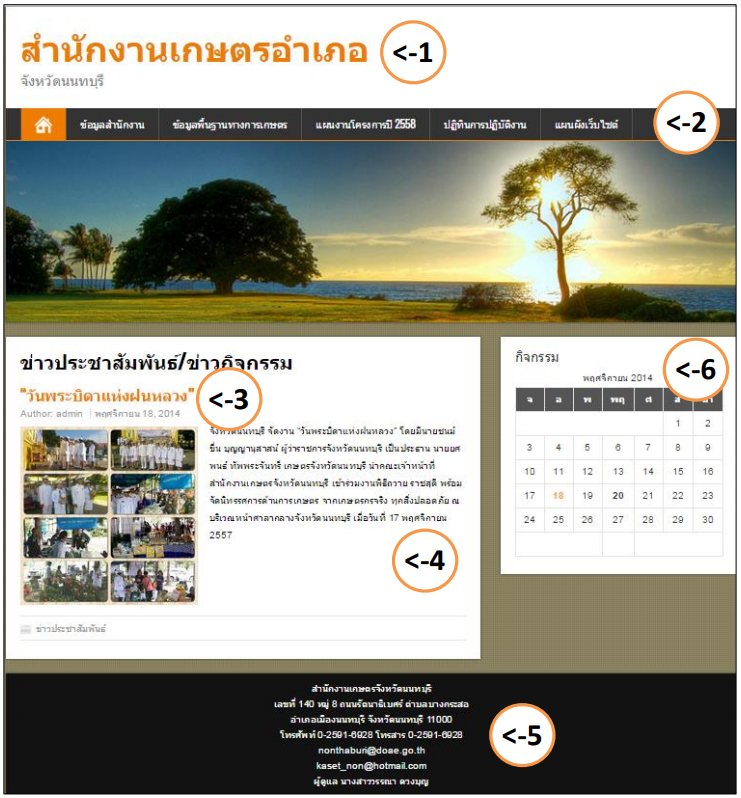 สำนักงานเกษตรอำเภอ <-1
จังหวัดนนทบุรี
ข้อมูลสำนักงาน ข้อมูลพื้นฐานทางการเกษตร แผนงานโครงการปี 2558 ปฏิทินการปฏิบัติงาน แผนผังเว็บไซต์ <-2
ข่าวประชาสัมพันธ์/ข่าวกิจกรรม
"วันพระบิดาแห่งฝนหลวง" <-3
Author: admin | พฤศจิกายน 18, 2014
จังหวัดนนทบุรี จัดงาน "วันพระบิดาแห่งฝนหลวง" โดยมีนายชนม์
ชื่น บุญญานุสาสน์ ผู้ว่าราชการจังหวัดนนทบุรี เป็นประธาน นายยศ
พนธ์ ทัพพระจันทร์ เกษตรจังหวัดนนทบุรี นำคณะเจ้าหน้าที่
สำนักงานเกษตรจังหวัดนนทบุรี เข้าร่วมงานพิธีถวาย ราชสดุดี พร้อม
จัดนิทรรศการด้านการเกษตร จากเกษตรกรจริง ทุกสิ่งปลอดภัย ณ
บริเวณหน้าศาลากลางจังหวัดนนทบุรี เมื่อวันที่ 17 พฤศจิกายน
2557
<-4
ข่าวประชาสัมพันธ์
กิจกรรม
<-6
พฤศจิกายน 2014
จ อ พ พฤ ศ ส อา
1 2
3 4 5 6 7 8 9
10 11 12 13 14 15 16
17 18 19 20 21 22 23
24 25 26 27 28 29 30
สำนักงานเกษตรจังหวัดนนทบุรี
เลขที่ 140 หมู่ 8 ถนนรัตนาธิเบศร์ ตำบลบางกระสอ
อำเภอเมืองนนทบุรี จังหวัดนนทบุรี 11000
โทรศัพท์ 0-2591-6928 โทรสาร 0-2591-6928
<-5
nonthaburi@doae.go.th
kaset_non@hotmail.com
ผู้ดูแล นางสาววรรณา ดวงบุญ